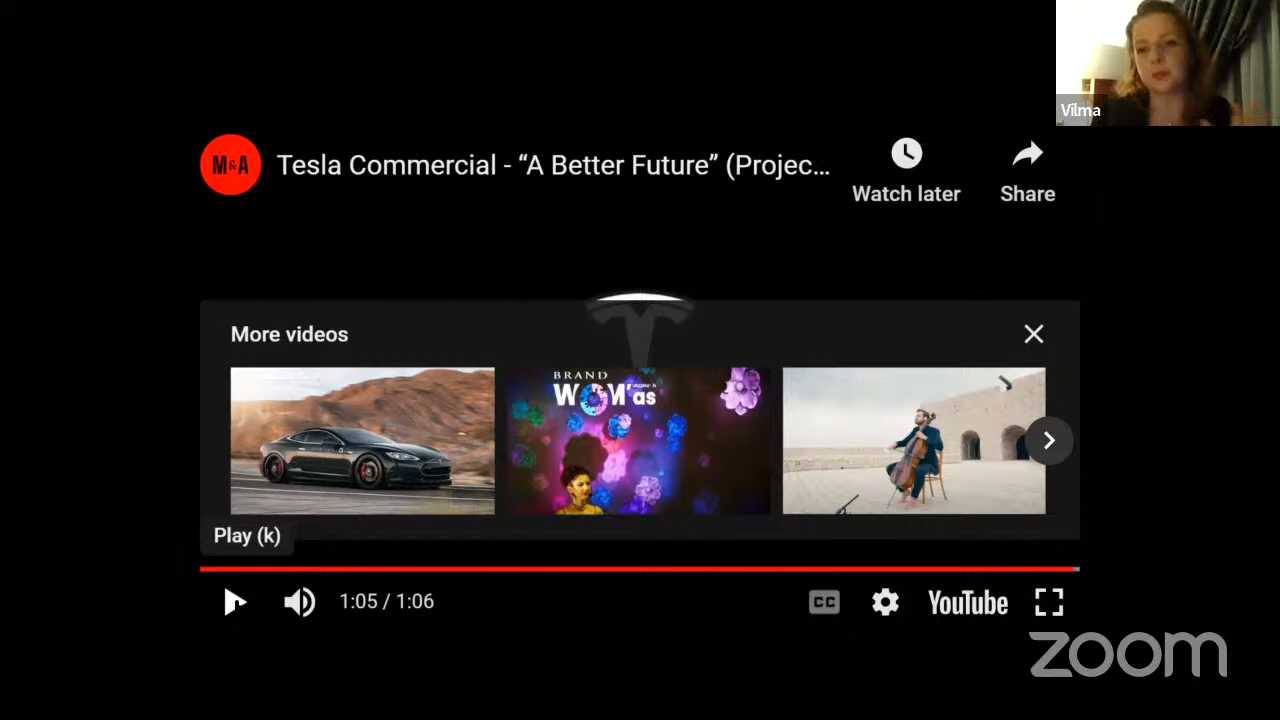 Vilma
M&A
Tesla Commercial - “A Better Future” (Projec...
Watch later
Share
More videos
BRAND
W M'as
Play (k)
1:05 / 1:06
CC
YouTube
zoom